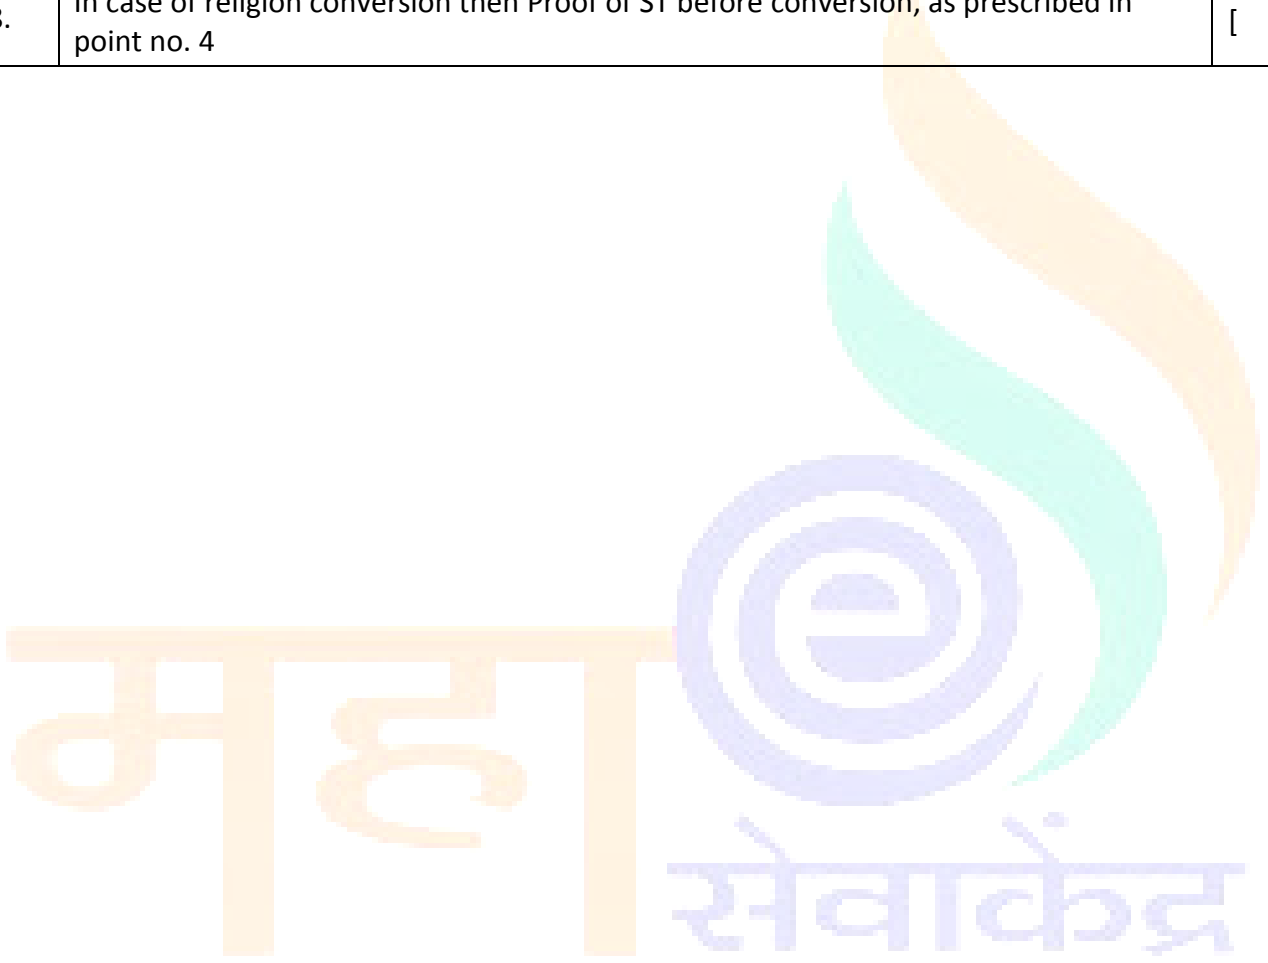 In case of religion conversion then Proof of ST before conversion, as prescribed in
point no. 4
[
महा
e
सेवाकेंद्र